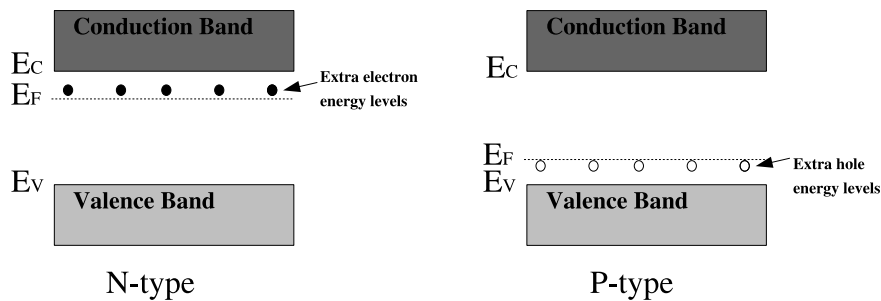 Conduction Band
EC
Extra electron
energy levels
EF
EV
Valence Band
N-type
Conduction Band
EC
EF
Extra hole
energy levels
EV
Valence Band
P-type